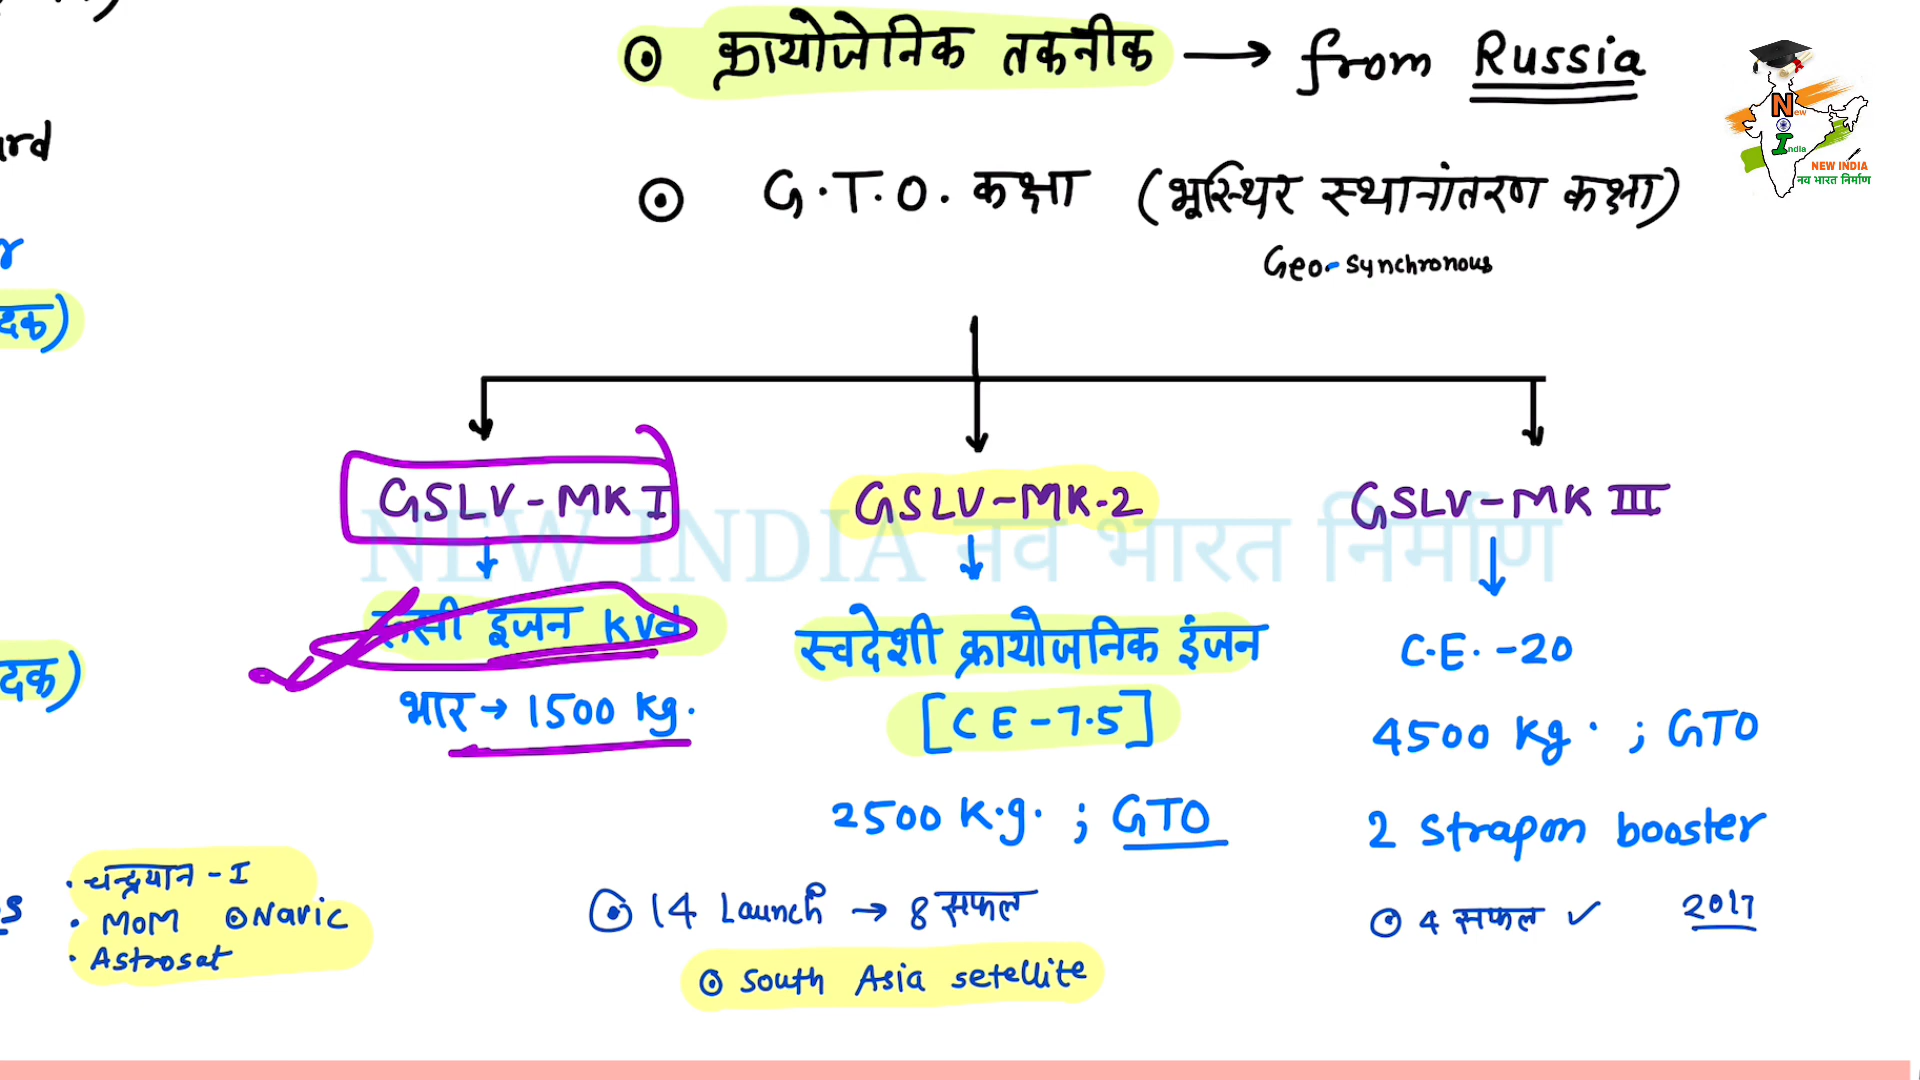 ⊙ क्रायोजेनिक तकनीक → from Russia
New India
NEW INDIA
नव भारत निर्माण
ard
⊙ G.T.O. कक्षा (भूस्थिर स्थानांतरण कक्षा)
Geo-Synchronous
r
दक)
GSLV-MK I
GSLV-MK-2
GSLV-MK III
NEW INDIA नव भारत निर्माण
इंजन
भार → 1500 Kg.
स्वदेशी क्रायोजनिक इंजन
[CE-7.5]
2500 K.g. ; GTO
C.E. -20
4500 Kg. ; GTO
2 Strapon booster
दक)
s
• चन्द्रयान - I
• MOM ⊙ Navic
• Astrosat
⊙ 14 Launch → 8 सफल
⊙ South Asia setellite
⊙ 4 सफल ✓ 2017